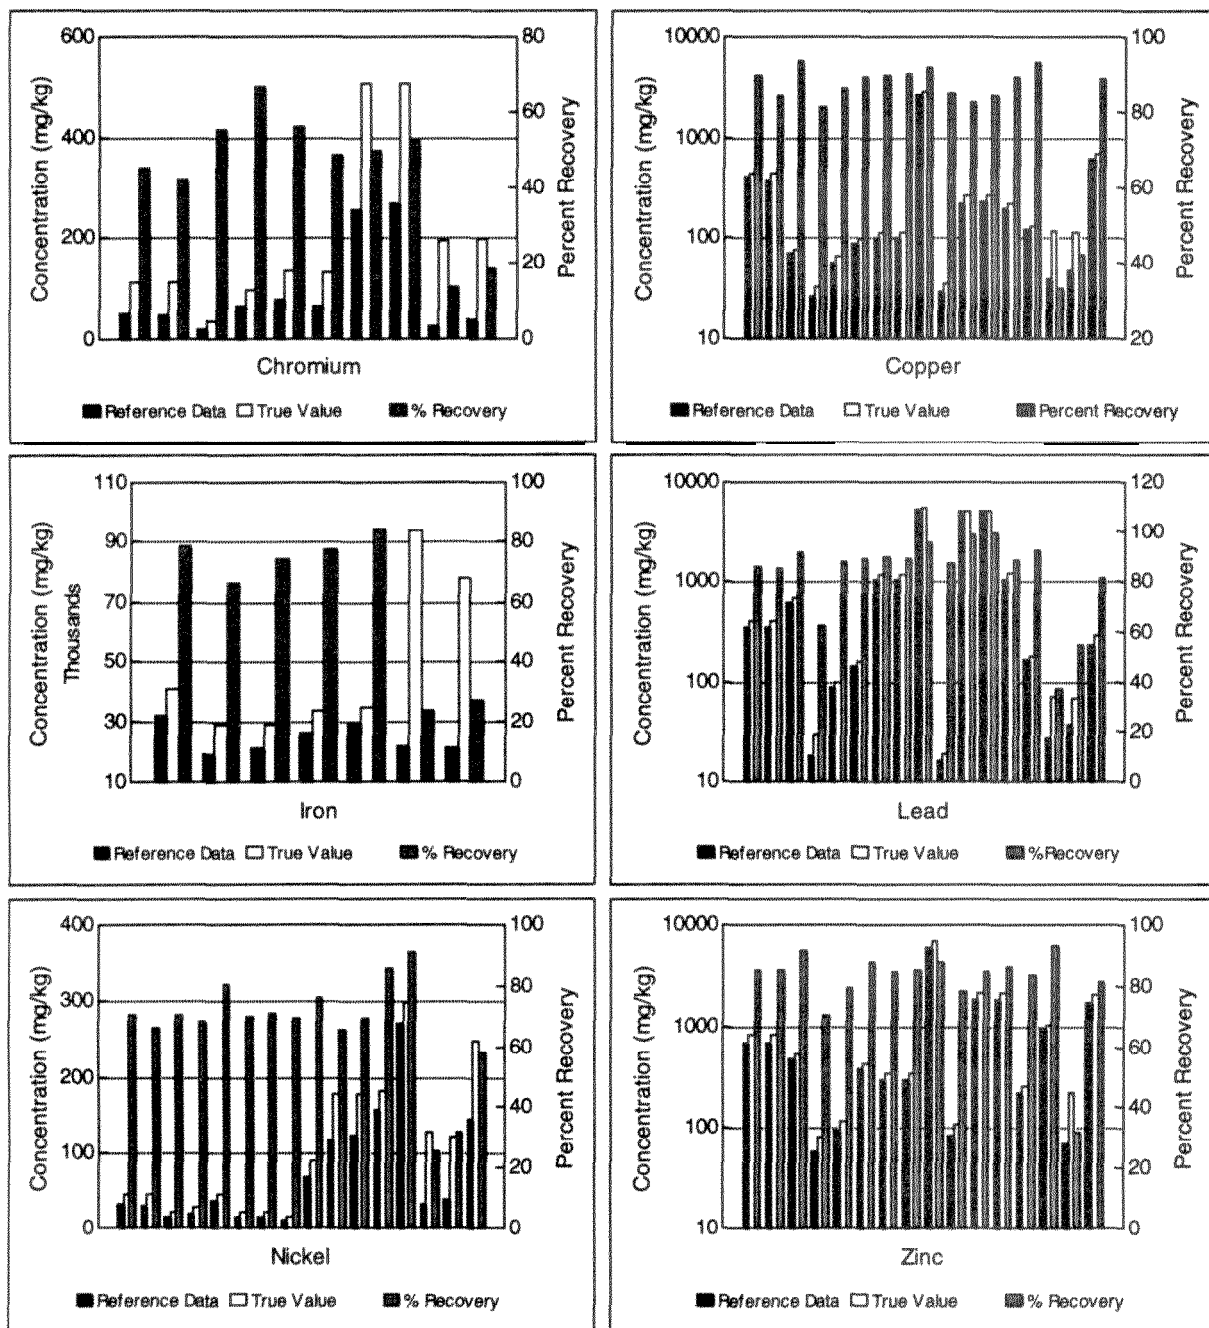 600
400
200
0
Concentration (mg/kg)
80
60
40
20
0
Percent Recovery
Chromium
Reference Data True Value % Recovery
10000
1000
100
10
Concentration (mg/kg)
100
80
60
40
20
Percent Recovery
Copper
Reference Data True Value Percent Recovery
110
90
70
50
30
10
Concentration (mg/kg)
Thousands
100
80
60
40
20
0
Percent Recovery
Iron
Reference Data True Value % Recovery
10000
1000
100
10
Concentration (mg/kg)
120
100
80
60
40
20
0
Percent Recovery
Lead
Reference Data True Value %Recovery
400
300
200
100
0
Concentration (mg/kg)
100
80
60
40
20
0
Percent Recovery
Nickel
Reference Data True Value % Recovery
10000
1000
100
10
Concentration (mg/kg)
100
80
60
40
20
0
Percent Recovery
Zinc
Reference Data True Value % Recovery